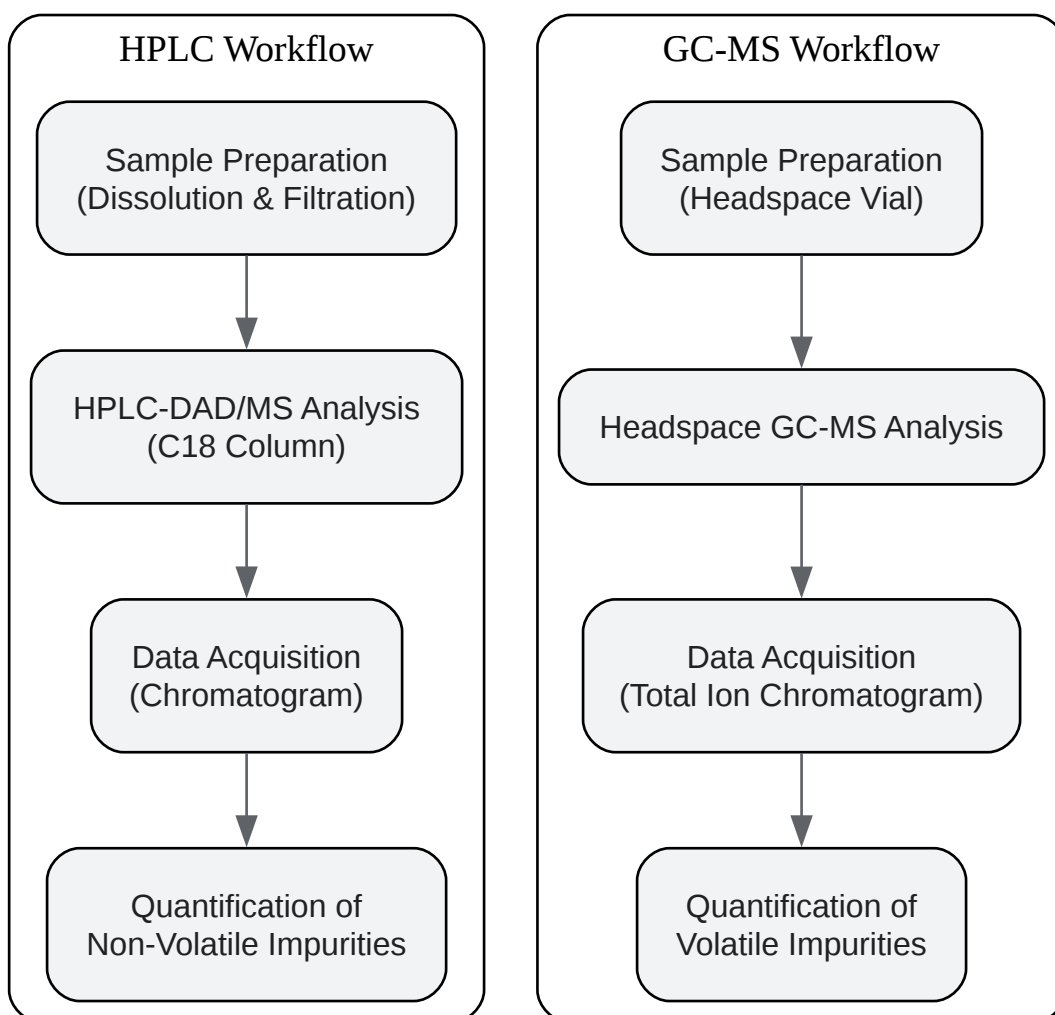 HPLC Workflow
Sample Preparation
(Dissolution & Filtration)
HPLC-DAD/MS Analysis
(C18 Column)
Data Acquisition
(Chromatogram)
Quantification of
Non-Volatile Impurities
GC-MS Workflow
Sample Preparation
(Headspace Vial)
Headspace GC-MS Analysis
Data Acquisition
(Total Ion Chromatogram)
Quantification of
Volatile Impurities